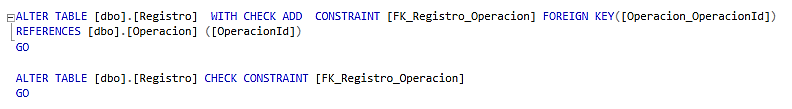 ALTER TABLE [dbo].[Registro]  WITH CHECK ADD  CONSTRAINT [FK_Registro_Operacion] FOREIGN KEY([Operacion_OperacionId])
REFERENCES [dbo].[Operacion] ([OperacionId])
GO

ALTER TABLE [dbo].[Registro] CHECK CONSTRAINT [FK_Registro_Operacion]
GO